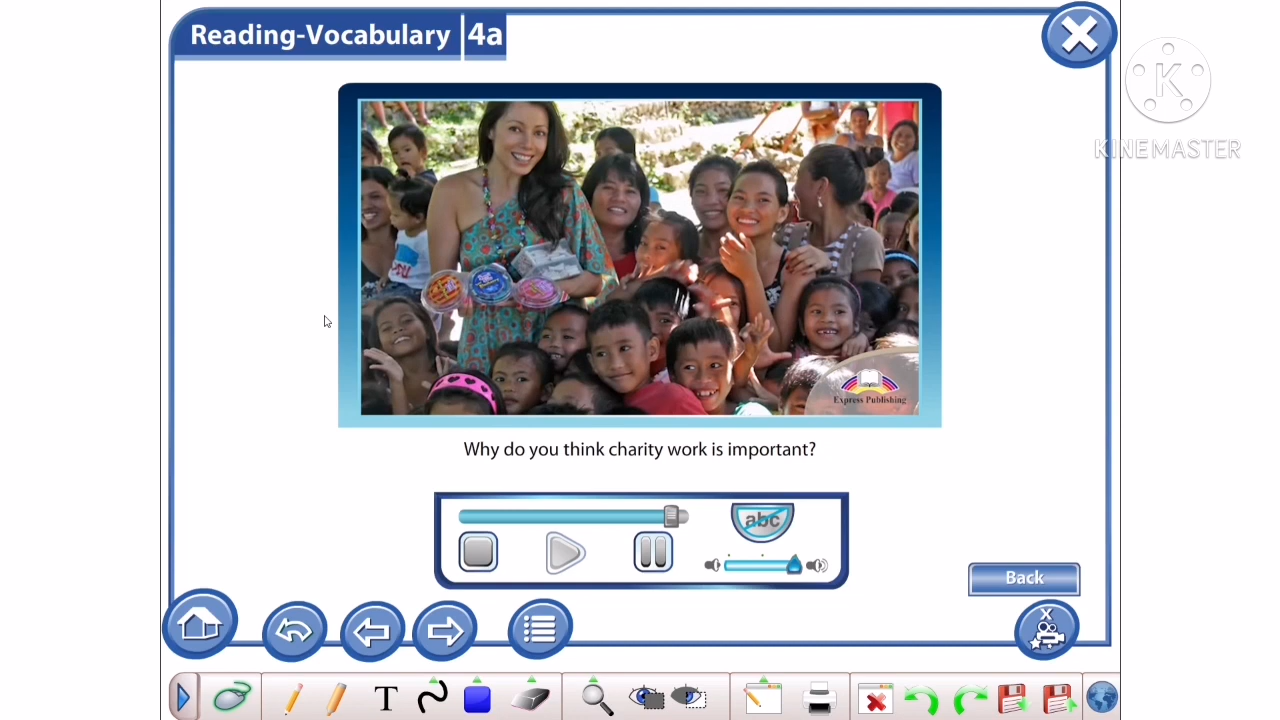 Reading-Vocabulary 4a
K
KINEMASTER
Express Publishing
Why do you think charity work is important?
abc
Back
X
T